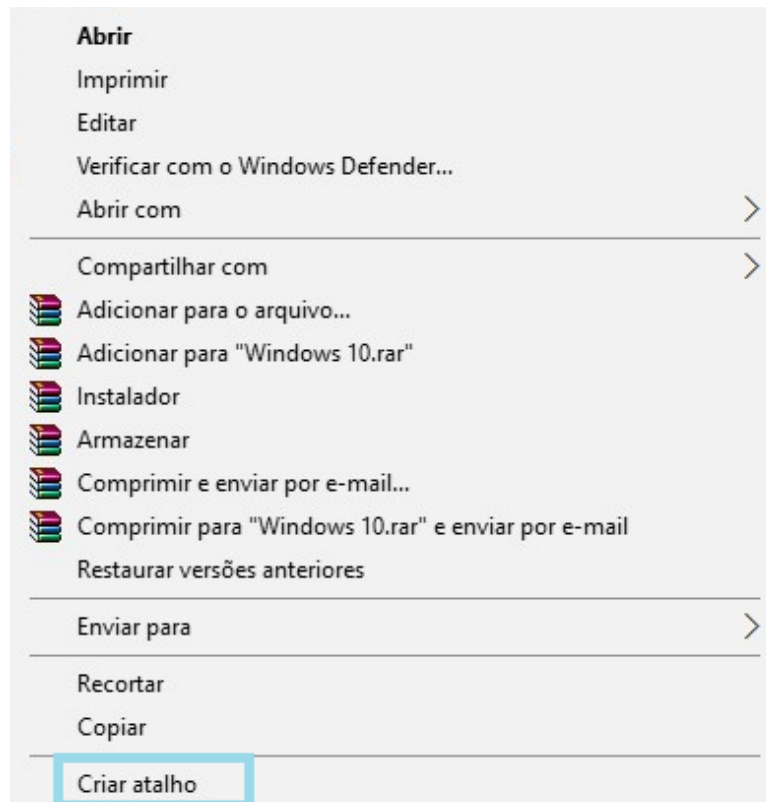 Abrir
Imprimir
Editar
Verificar com o Windows Defender...
Abrir com
Compartilhar com
Adicionar para o arquivo...
Adicionar para "Windows 10.rar"
Instalador
Armazenar
Comprimir e enviar por e-mail...
Comprimir para "Windows 10.rar" e enviar por e-mail
Restaurar versões anteriores
Enviar para
Recortar
Copiar
Criar atalho